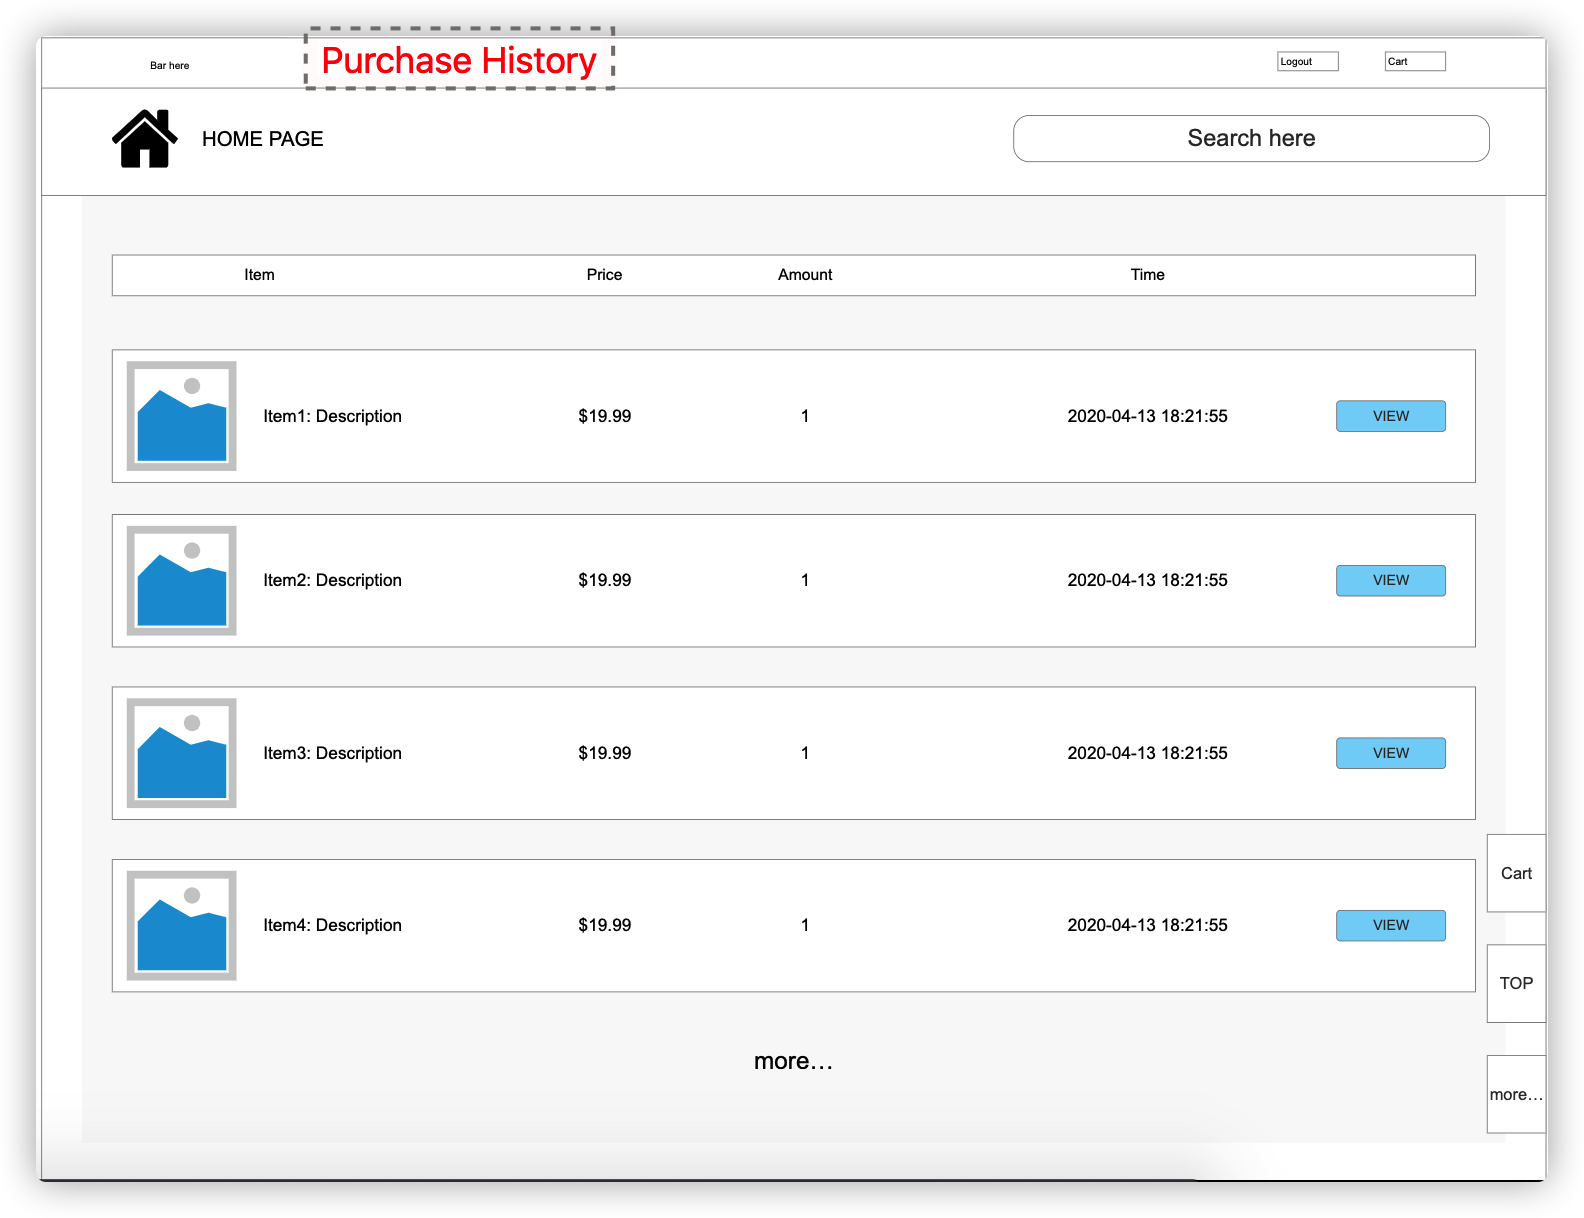 Bar here
Purchase History
Logout
Cart
HOME PAGE
Search here
Item Price Amount Time
Item1: Description $19.99 1 2020-04-13 18:21:55 VIEW
Item2: Description $19.99 1 2020-04-13 18:21:55 VIEW
Item3: Description $19.99 1 2020-04-13 18:21:55 VIEW
Cart
Item4: Description $19.99 1 2020-04-13 18:21:55 VIEW
TOP
more…
more…